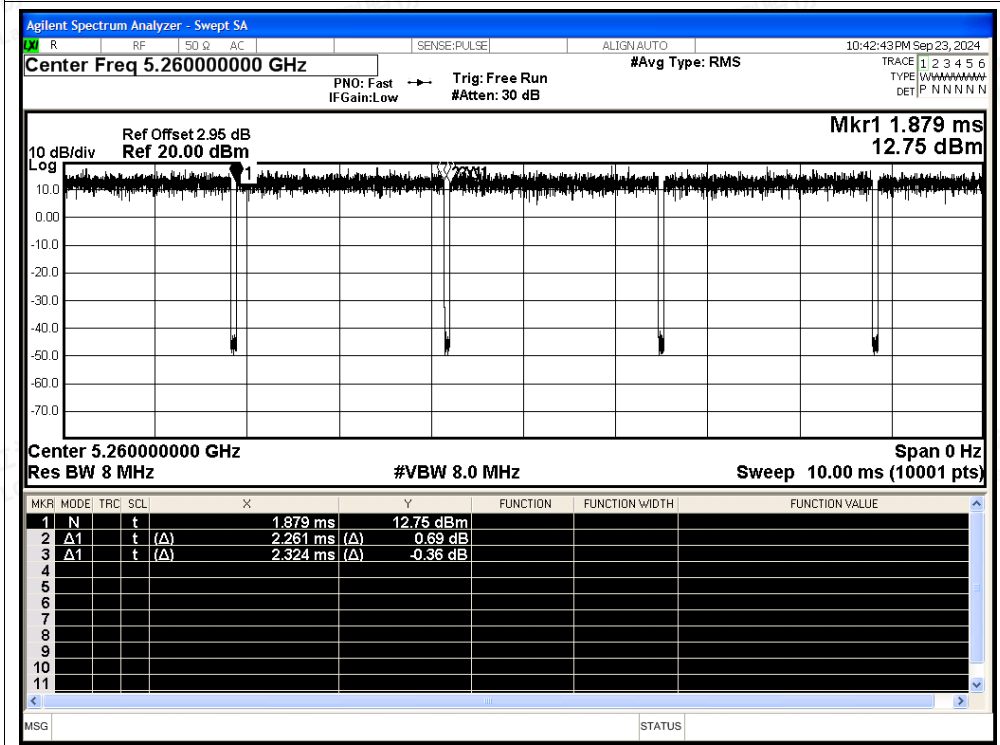 Agilent Spectrum Analyzer - Swept SA
LXI R RF 50 Ω AC SENSE:PULSE ALIGN AUTO 10:42:43 PM Sep 23, 2024
Center Freq 5.260000000 GHz #Avg Type: RMS TRACE 1 2 3 4 5 6
PNO: Fast Trig: Free Run TYPE
IFGain:Low #Atten: 30 dB DET P N N N N N
Mkr1 1.879 ms
Ref Offset 2.95 dB
10 dB/div Ref 20.00 dBm 12.75 dBm
Log
1
10.0
0.00
-10.0
-20.0
-30.0
-40.0
-50.0
-60.0
-70.0
Center 5.260000000 GHz Span 0 Hz
Res BW 8 MHz #VBW 8.0 MHz Sweep 10.00 ms (10001 pts)
MKR MODE TRC SCL X Y FUNCTION FUNCTION WIDTH FUNCTION VALUE
1 N t 1.879 ms 12.75 dBm
2 Δ1 t (Δ) 2.261 ms (Δ) 0.69 dB
3 Δ1 t (Δ) 2.324 ms (Δ) -0.36 dB
4
5
6
7
8
9
10
11
MSG STATUS